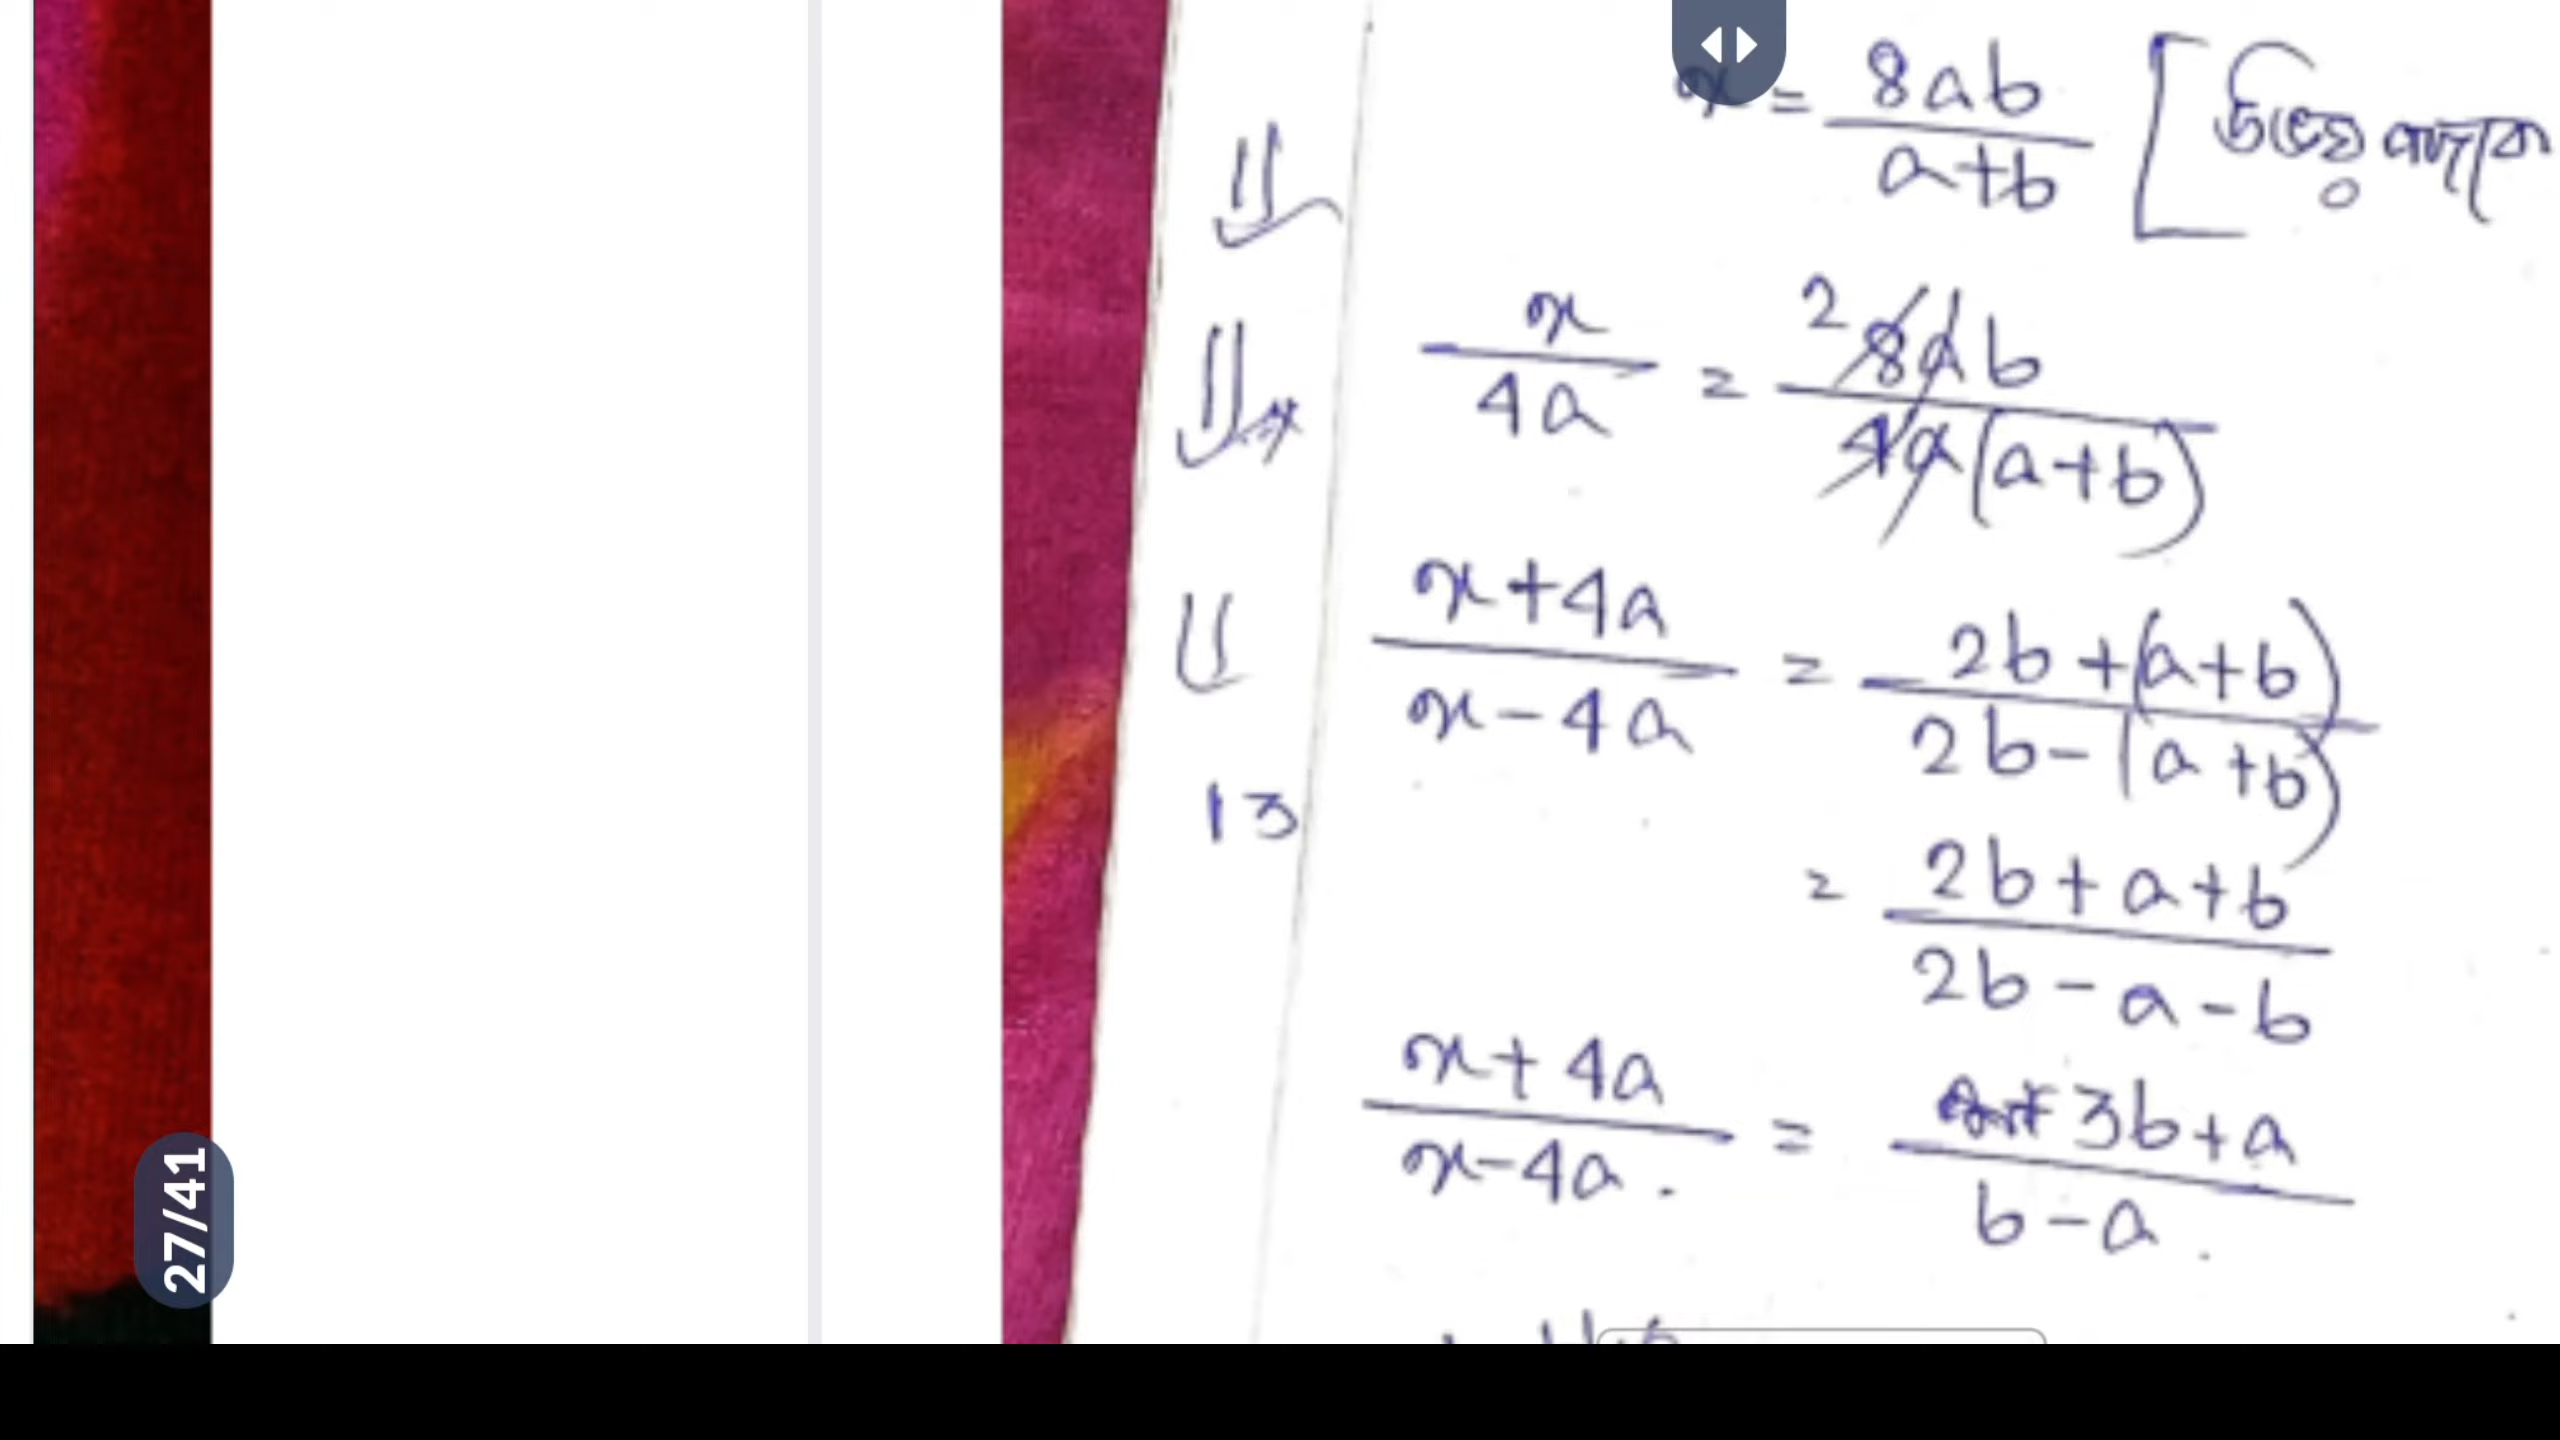 x = 8ab / a+b [উভয় পক্ষকে
x / 4a = 2 8ab / 4a(a+b)
x+4a / x-4a = 2b+(a+b) / 2b-(a+b)
13
= 2b+a+b / 2b-a-b
x+4a / x-4a. = 3b+a / b-a.
27/41